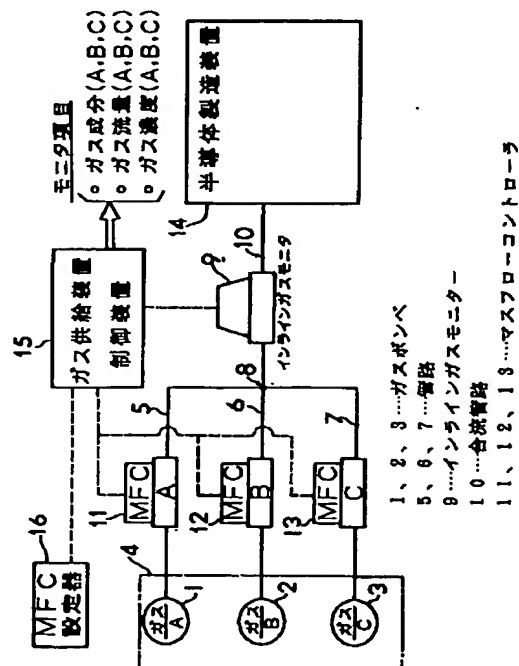 モニタ項目
ガス成分(A,B,C)
ガス流量(A,B,C)
ガス濃度(A,B,C)
15
ガス供給装置
制御装置
16
MFC
設定器
14
半導体製造装置
9
インラインガスモニタ
10
8
5
6
7
11
MFC
A
12
MFC
B
13
MFC
C
4
ガス
A
1
ガス
B
2
ガス
C
3
1、2、3……ガスボンベ
5、6、7……管路
9……インラインガスモニター
10……合流管路
11、12、13……マスフローコントローラ